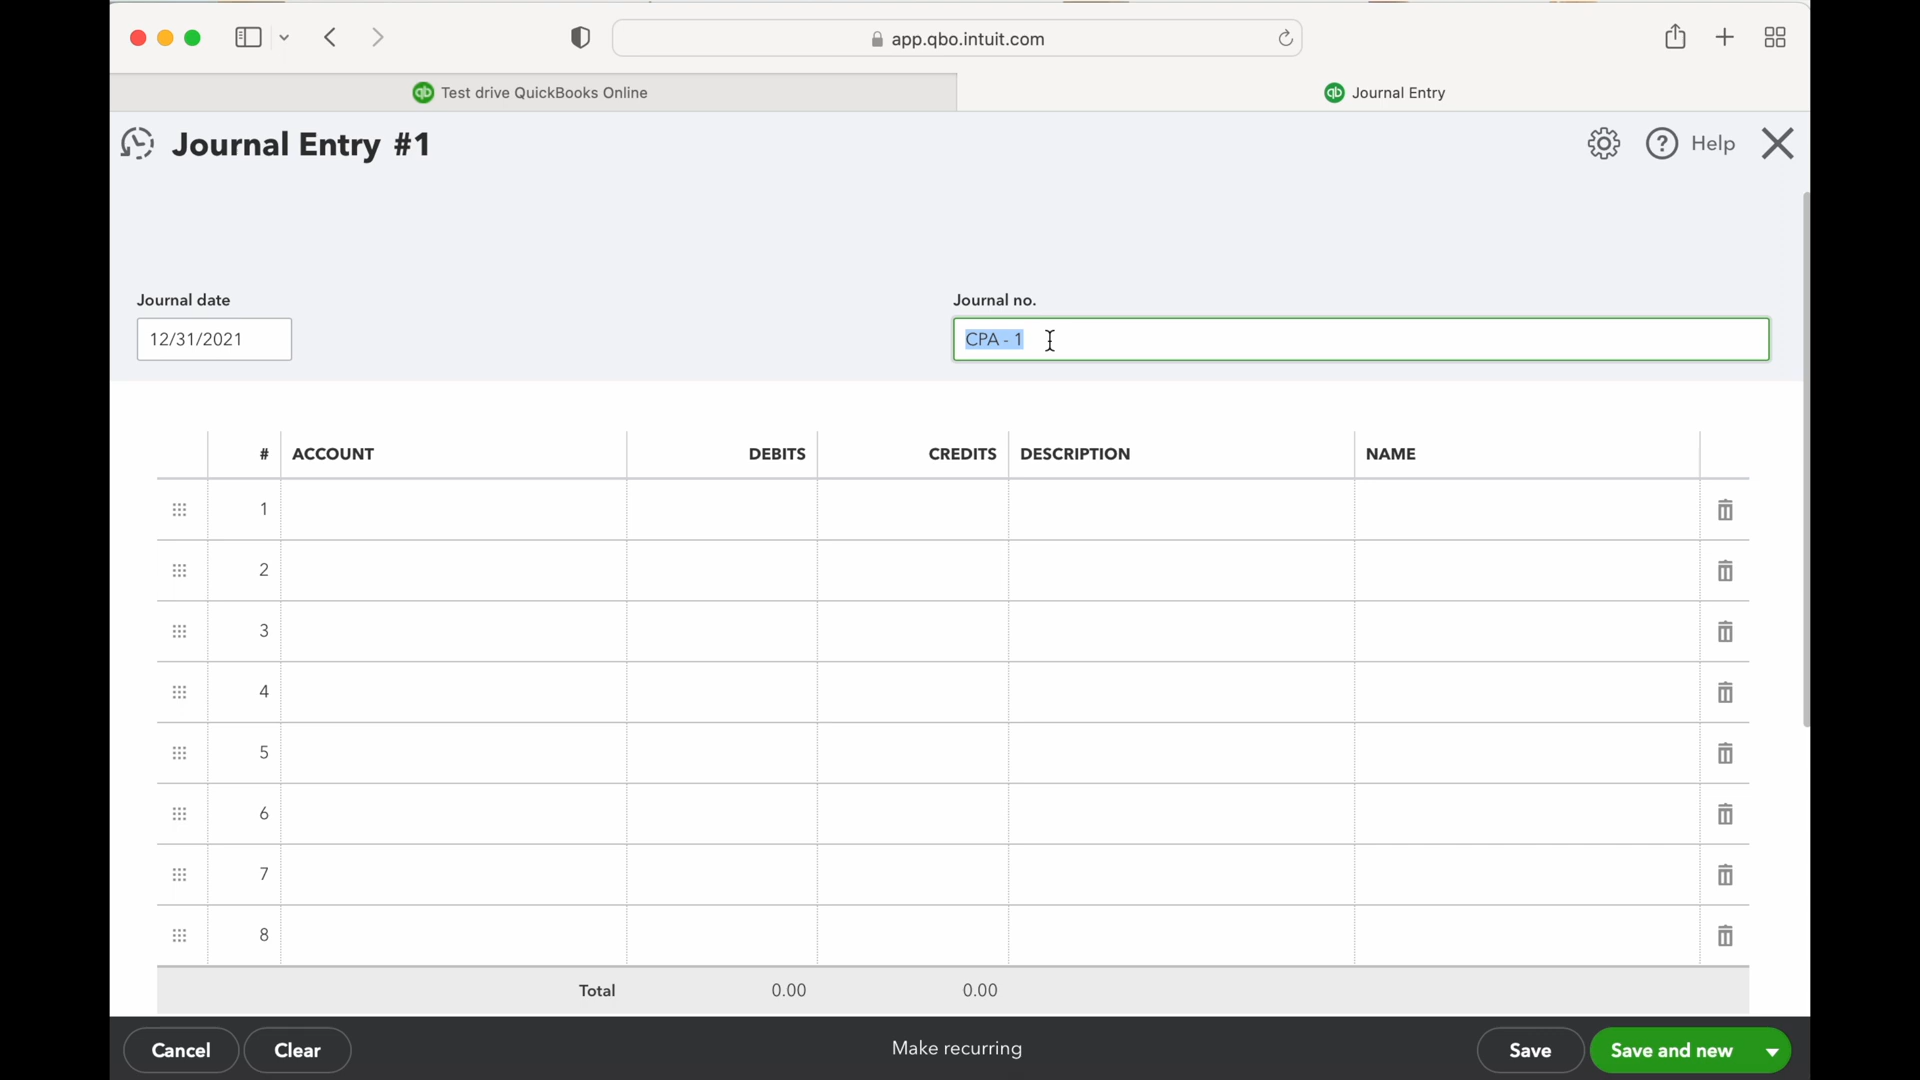 app.qbo.intuit.com
qb Test drive QuickBooks Online
qb Journal Entry
Journal Entry #1
? Help
Journal date
Journal no.
12/31/2021
CPA - 1
# ACCOUNT DEBITS CREDITS DESCRIPTION NAME
1
2
3
4
5
6
7
8
Total 0.00 0.00
Cancel Clear Make recurring Save Save and new